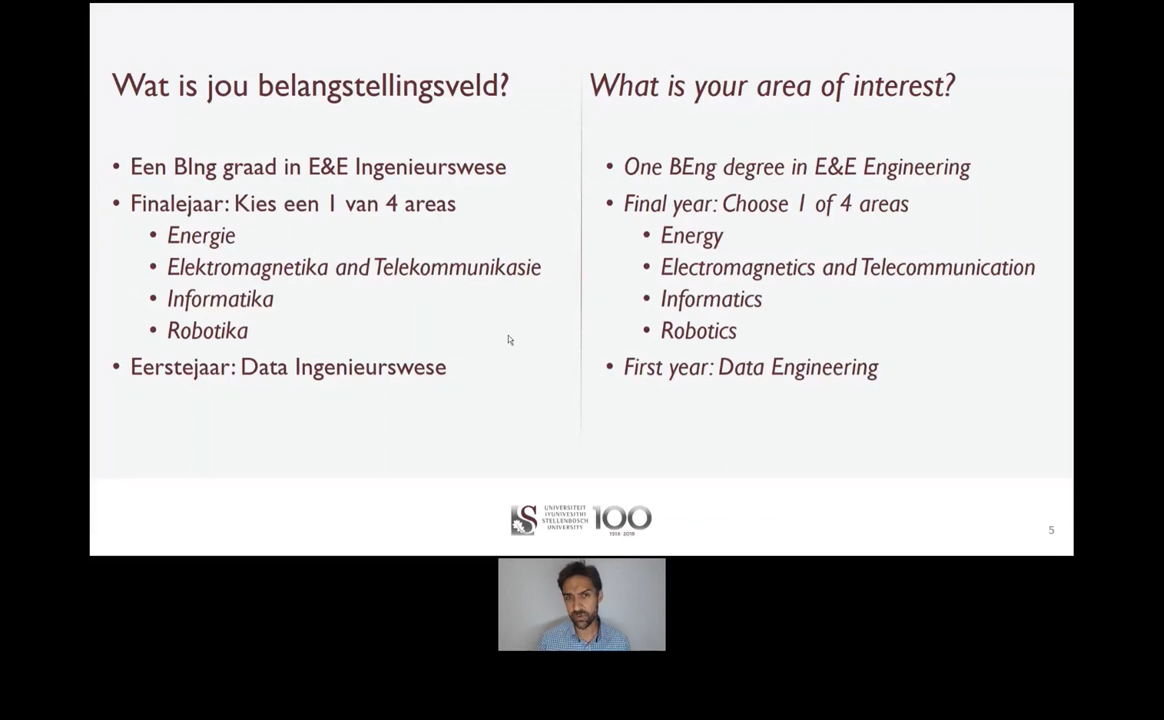 Wat is jou belangstellingsveld?
• Een BIng graad in E&E Ingenieurswese
• Finalejaar: Kies een 1 van 4 areas
• Energie
• Elektromagnetika and Telekommunikasie
• Informatika
• Robotika
• Eerstejaar: Data Ingenieurswese
What is your area of interest?
• One BEng degree in E&E Engineering
• Final year: Choose 1 of 4 areas
• Energy
• Electromagnetics and Telecommunication
• Informatics
• Robotics
• First year: Data Engineering
UNIVERSITEIT
IYUNIVESITHI
STELLENBOSCH
UNIVERSITY
100
1918 2018
5